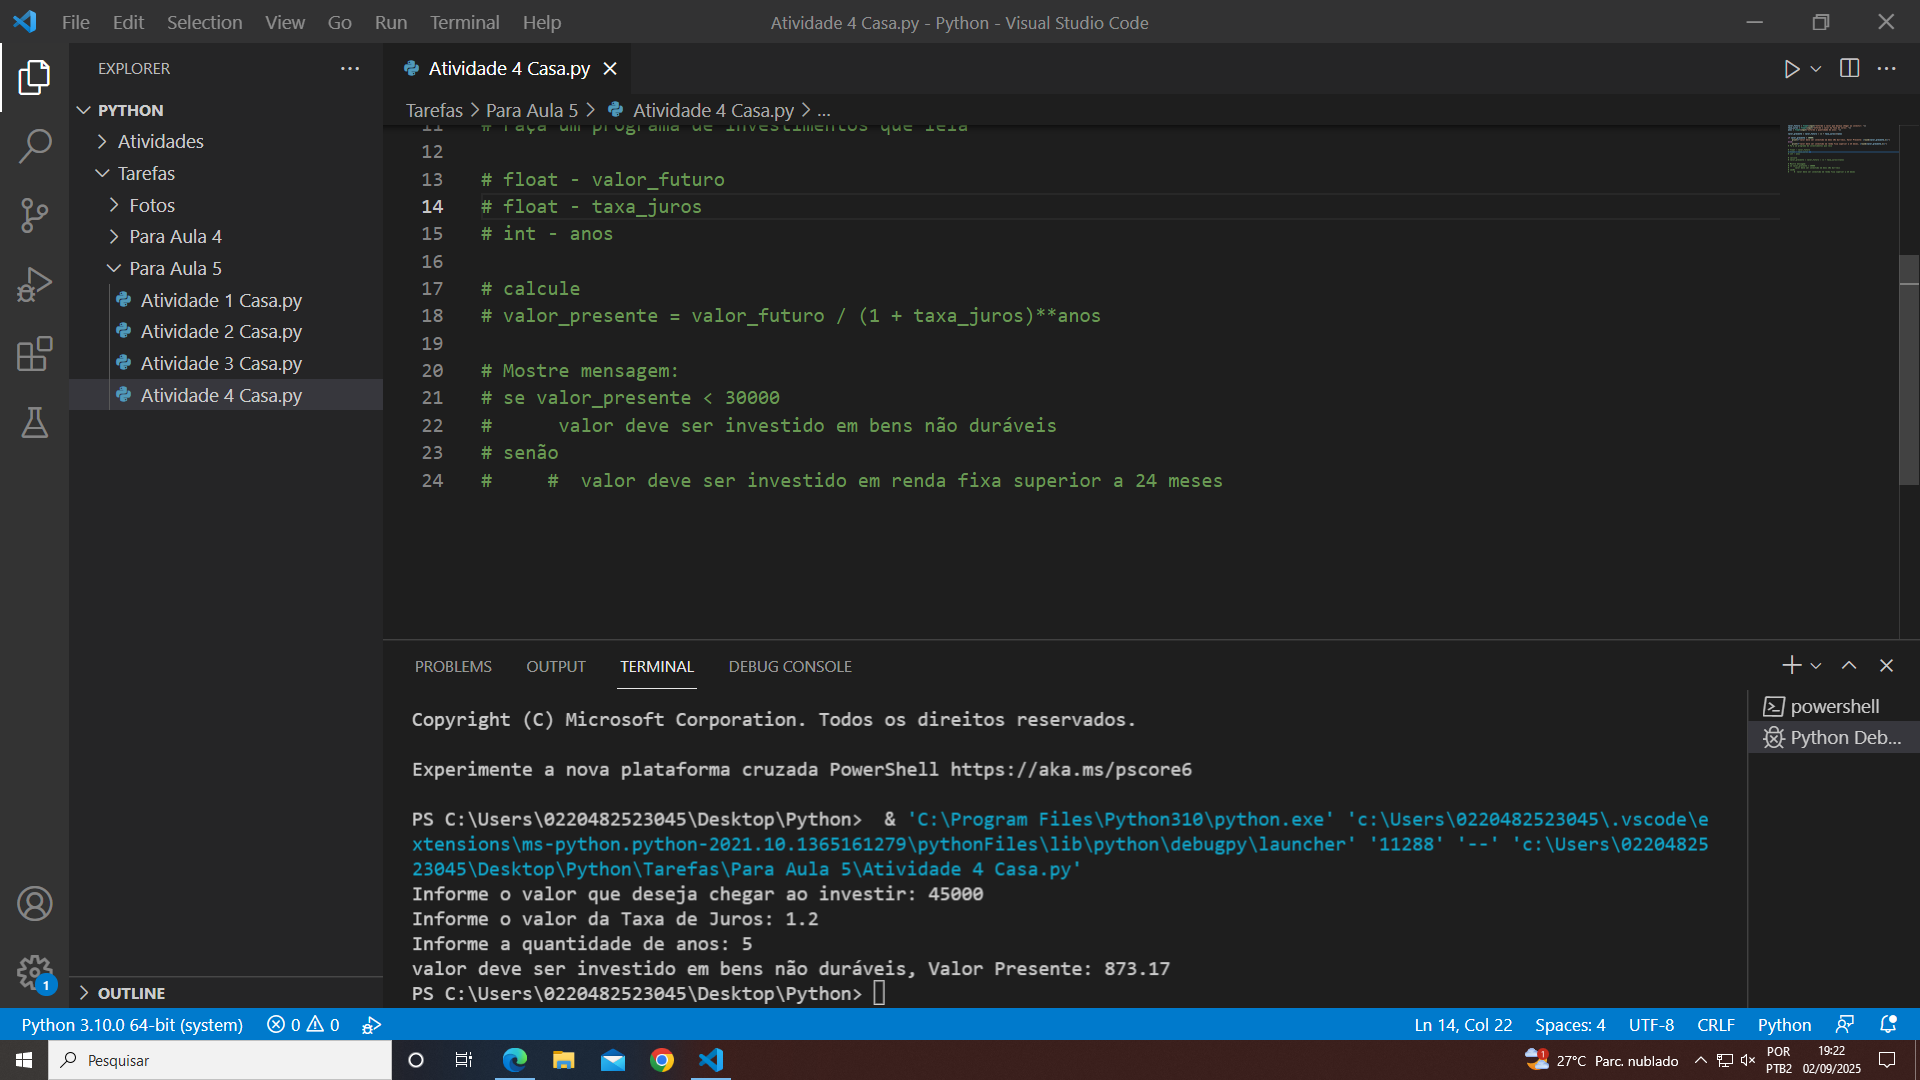 File Edit Selection View Go Run Terminal Help
Atividade 4 Casa.py - Python - Visual Studio Code
EXPLORER
PYTHON
Atividades
Tarefas
Fotos
Para Aula 4
Para Aula 5
Atividade 1 Casa.py
Atividade 2 Casa.py
Atividade 3 Casa.py
Atividade 4 Casa.py
OUTLINE
1
Atividade 4 Casa.py
Tarefas > Para Aula 5 > Atividade 4 Casa.py > ...
11 # Faça um programa de investimentos que leia
12
13 # float - valor_futuro
14 # float - taxa_juros
15 # int - anos
16
17 # calcule
18 # valor_presente = valor_futuro / (1 + taxa_juros)**anos
19
20 # Mostre mensagem:
21 # se valor_presente < 30000
22 #      valor deve ser investido em bens não duráveis
23 # senão
24 #     #  valor deve ser investido em renda fixa superior a 24 meses
PROBLEMS OUTPUT TERMINAL DEBUG CONSOLE
powershell
Python Deb...
Copyright (C) Microsoft Corporation. Todos os direitos reservados.
Experimente a nova plataforma cruzada PowerShell https://aka.ms/pscore6
PS C:\Users\0220482523045\Desktop\Python>  & 'C:\Program Files\Python310\python.exe' 'c:\Users\0220482523045\.vscode\e
xtensions\ms-python.python-2021.10.1365161279\pythonFiles\lib\python\debugpy\launcher' '11288' '--' 'c:\Users\02204825
23045\Desktop\Python\Tarefas\Para Aula 5\Atividade 4 Casa.py'
Informe o valor que deseja chegar ao investir: 45000
Informe o valor da Taxa de Juros: 1.2
Informe a quantidade de anos: 5
valor deve ser investido em bens não duráveis, Valor Presente: 873.17
PS C:\Users\0220482523045\Desktop\Python>
Python 3.10.0 64-bit (system) 0 0
Ln 14, Col 22 Spaces: 4 UTF-8 CRLF Python
Pesquisar
1
27°C Parc. nublado
POR
PTB2
19:22
02/09/2025